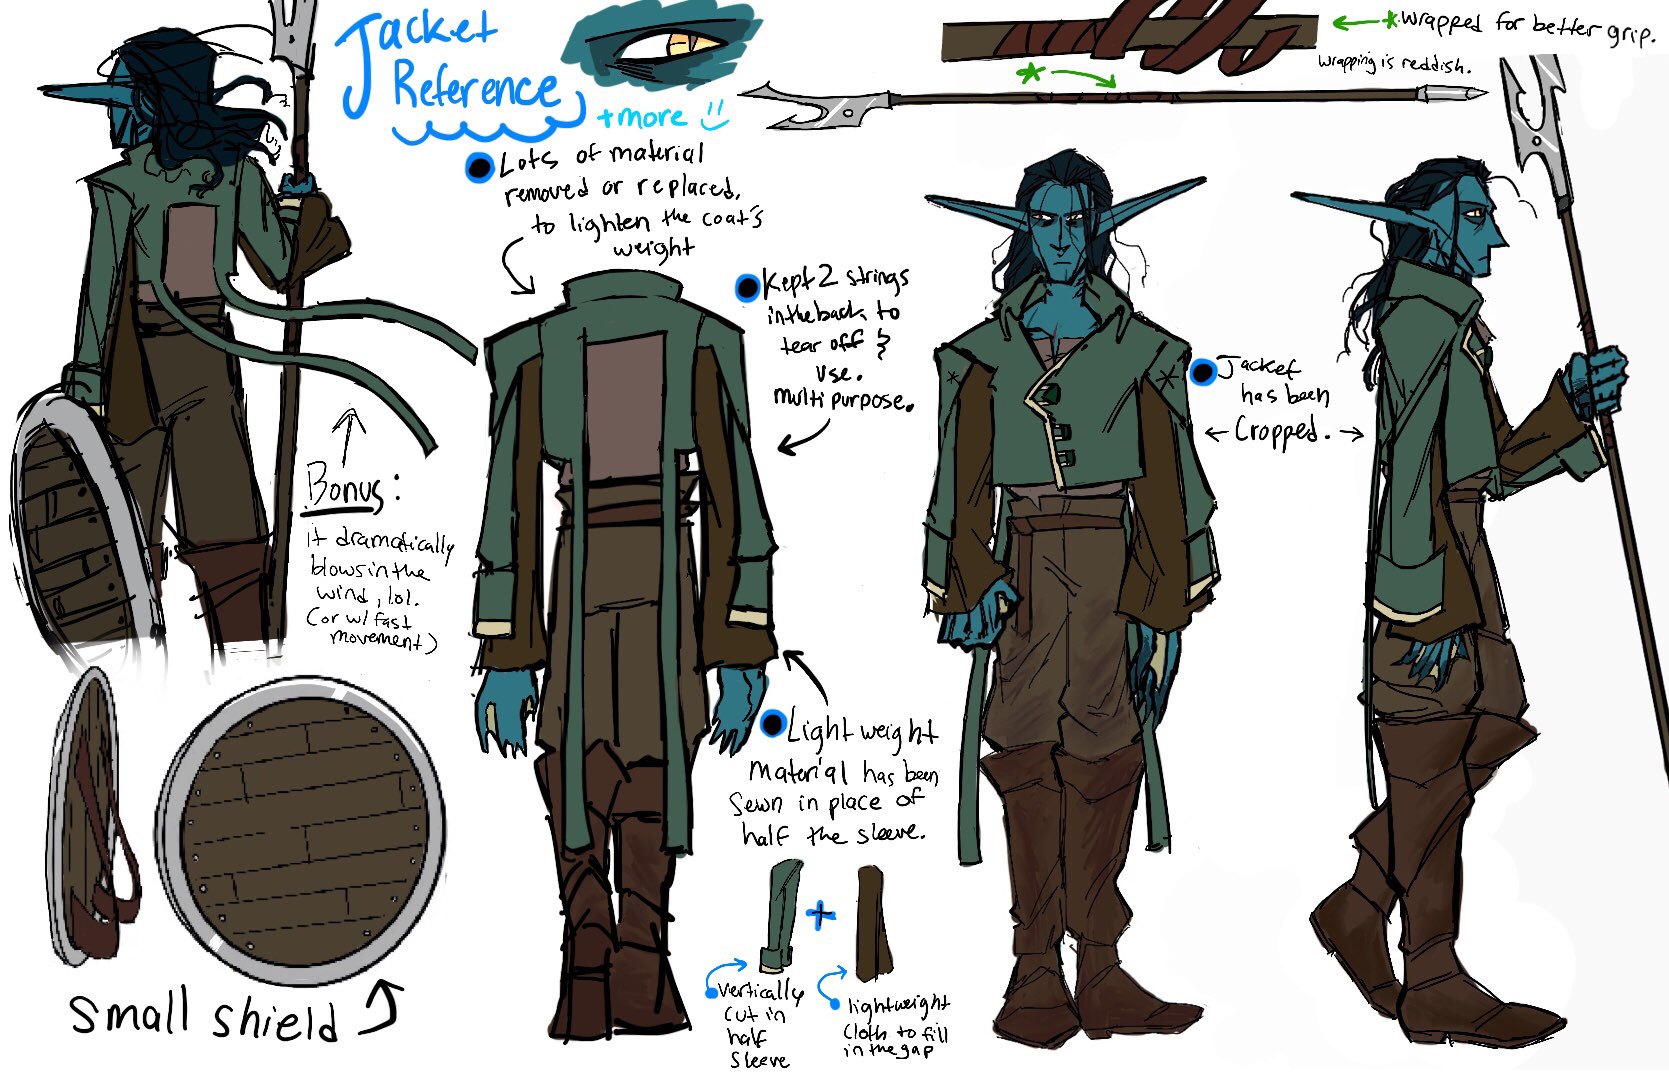 Jacket
Reference
+more
*wrapped for better grip.
wrapping is reddish.
*
Lots of material
removed or replaced,
to lighten the coat's
weight
Kept 2 strings
in the back to
tear off &
use.
multipurpose.
Jacket
has been
Cropped.
Bonus:
it dramatically
blows in the
wind, lol.
(or w/ fast
movement)
Light weight
material has been
sewn in place of
half the sleeve.
+
vertically
cut in
half
sleeve
lightweight
cloth to fill
in the gap
Small shield